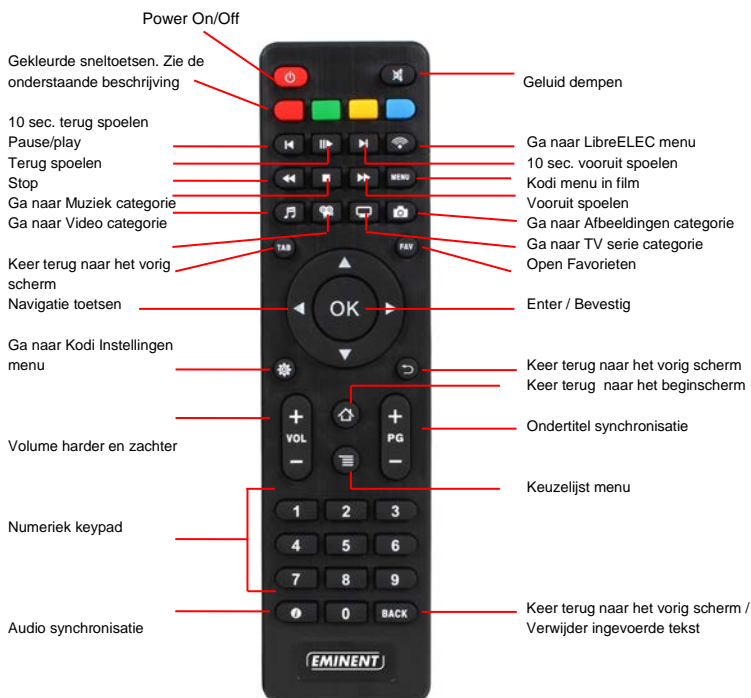 Power On/Off
Gekleurde sneltoetsen. Zie de
onderstaande beschrijving
Geluid dempen
10 sec. terug spoelen
Pause/play
Terug spoelen
Stop
Ga naar Muziek categorie
Ga naar Video categorie
Ga naar LibreELEC menu
10 sec. vooruit spoelen
Kodi menu in film
Vooruit spoelen
Ga naar Afbeeldingen categorie
Ga naar TV serie categorie
Open Favorieten
MENU
TAB
FAV
Keer terug naar het vorig
scherm
Navigatie toetsen
OK
Enter / Bevestig
Ga naar Kodi Instellingen
menu
Keer terug naar het vorig scherm
Keer terug naar het beginscherm
+ +
VOL PG
- -
Ondertitel synchronisatie
Volume harder en zachter
Keuzelijst menu
Numeriek keypad
1 2 3
4 5 6
7 8 9
i 0 BACK
Audio synchronisatie
Keer terug naar het vorig scherm /
Verwijder ingevoerde tekst
EMINENT